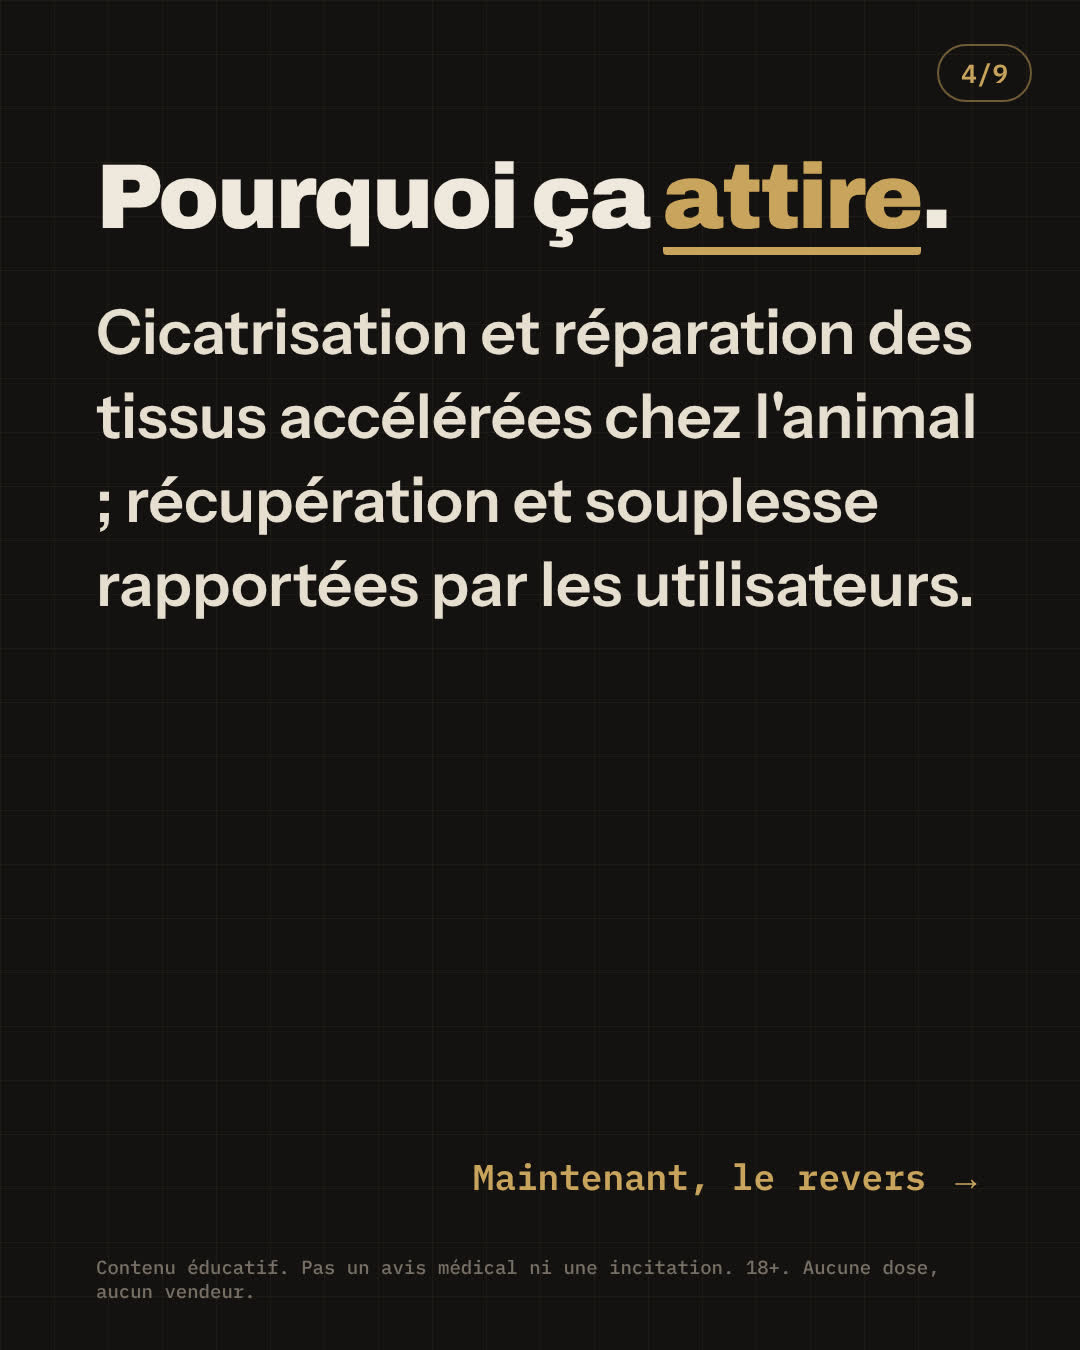 4/9
Pourquoi ça attire.
Cicatrisation et réparation des
tissus accélérées chez l'animal
; récupération et souplesse
rapportées par les utilisateurs.
Maintenant, le revers →
Contenu éducatif. Pas un avis médical ni une incitation. 18+. Aucune dose,
aucun vendeur.